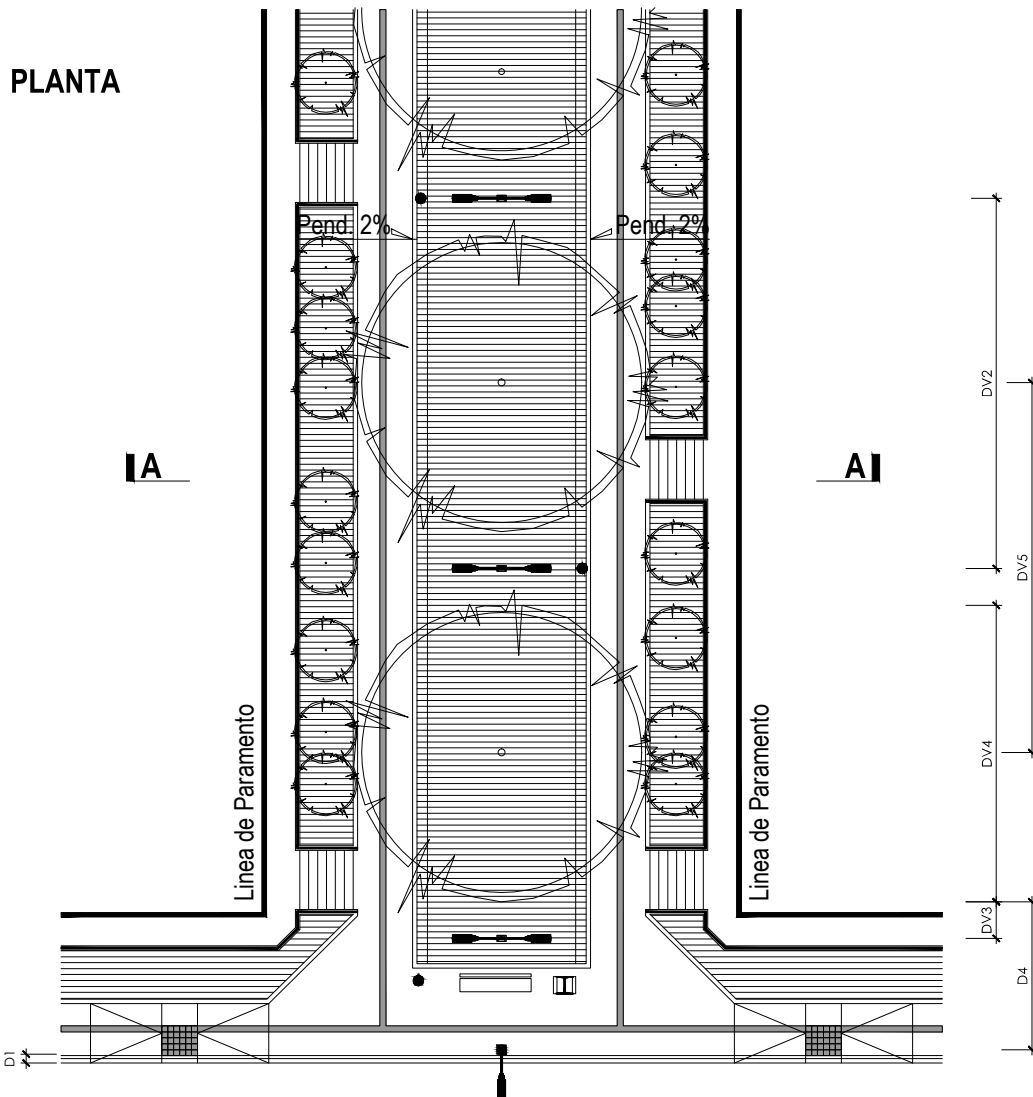 PLANTA
Pend. 2%
Pend. 2%
DV2
A
A
DV5
DV4
Linea de Paramento
Linea de Paramento
DV3
D4
D1